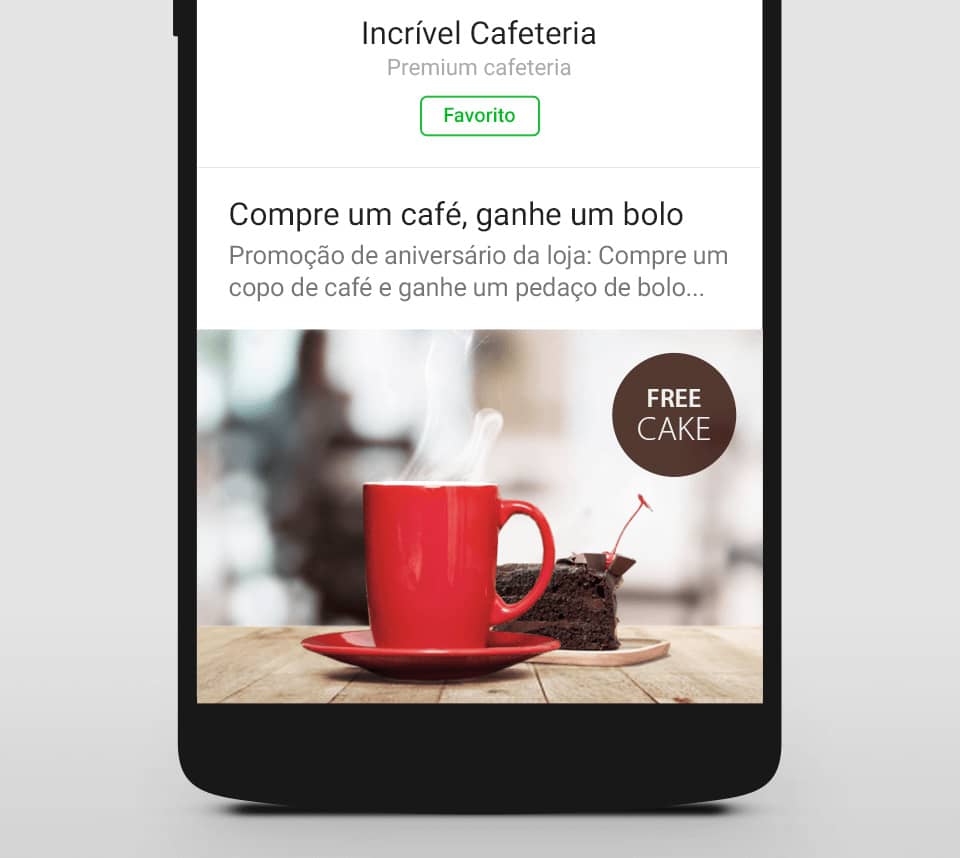 Incrível Cafeteria
Premium cafeteria
Favorito
Compre um café, ganhe um bolo
Promoção de aniversário da loja: Compre um
copo de café e ganhe um pedaço de bolo...
FREE
CAKE